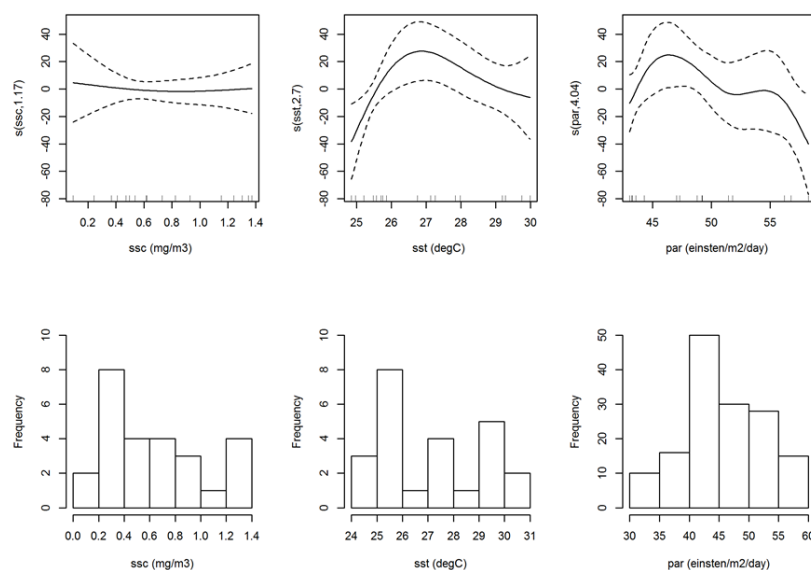 s(ssc,1.17)
40
20
0
-20
-40
-60
-80
0.2 0.4 0.6 0.8 1.0 1.2 1.4
ssc (mg/m3)
s(sst,2.7)
40
20
0
-20
-40
-60
-80
25 26 27 28 29 30
sst (degC)
s(par,4.04)
40
20
0
-20
-40
-60
-80
45 50 55
par (einsten/m2/day)
Frequency
10
8
6
4
2
0
0.0 0.2 0.4 0.6 0.8 1.0 1.2 1.4
ssc (mg/m3)
Frequency
10
8
6
4
2
0
24 25 26 27 28 29 30 31
sst (degC)
Frequency
50
40
30
20
10
0
30 35 40 45 50 55 60
par (einsten/m2/day)